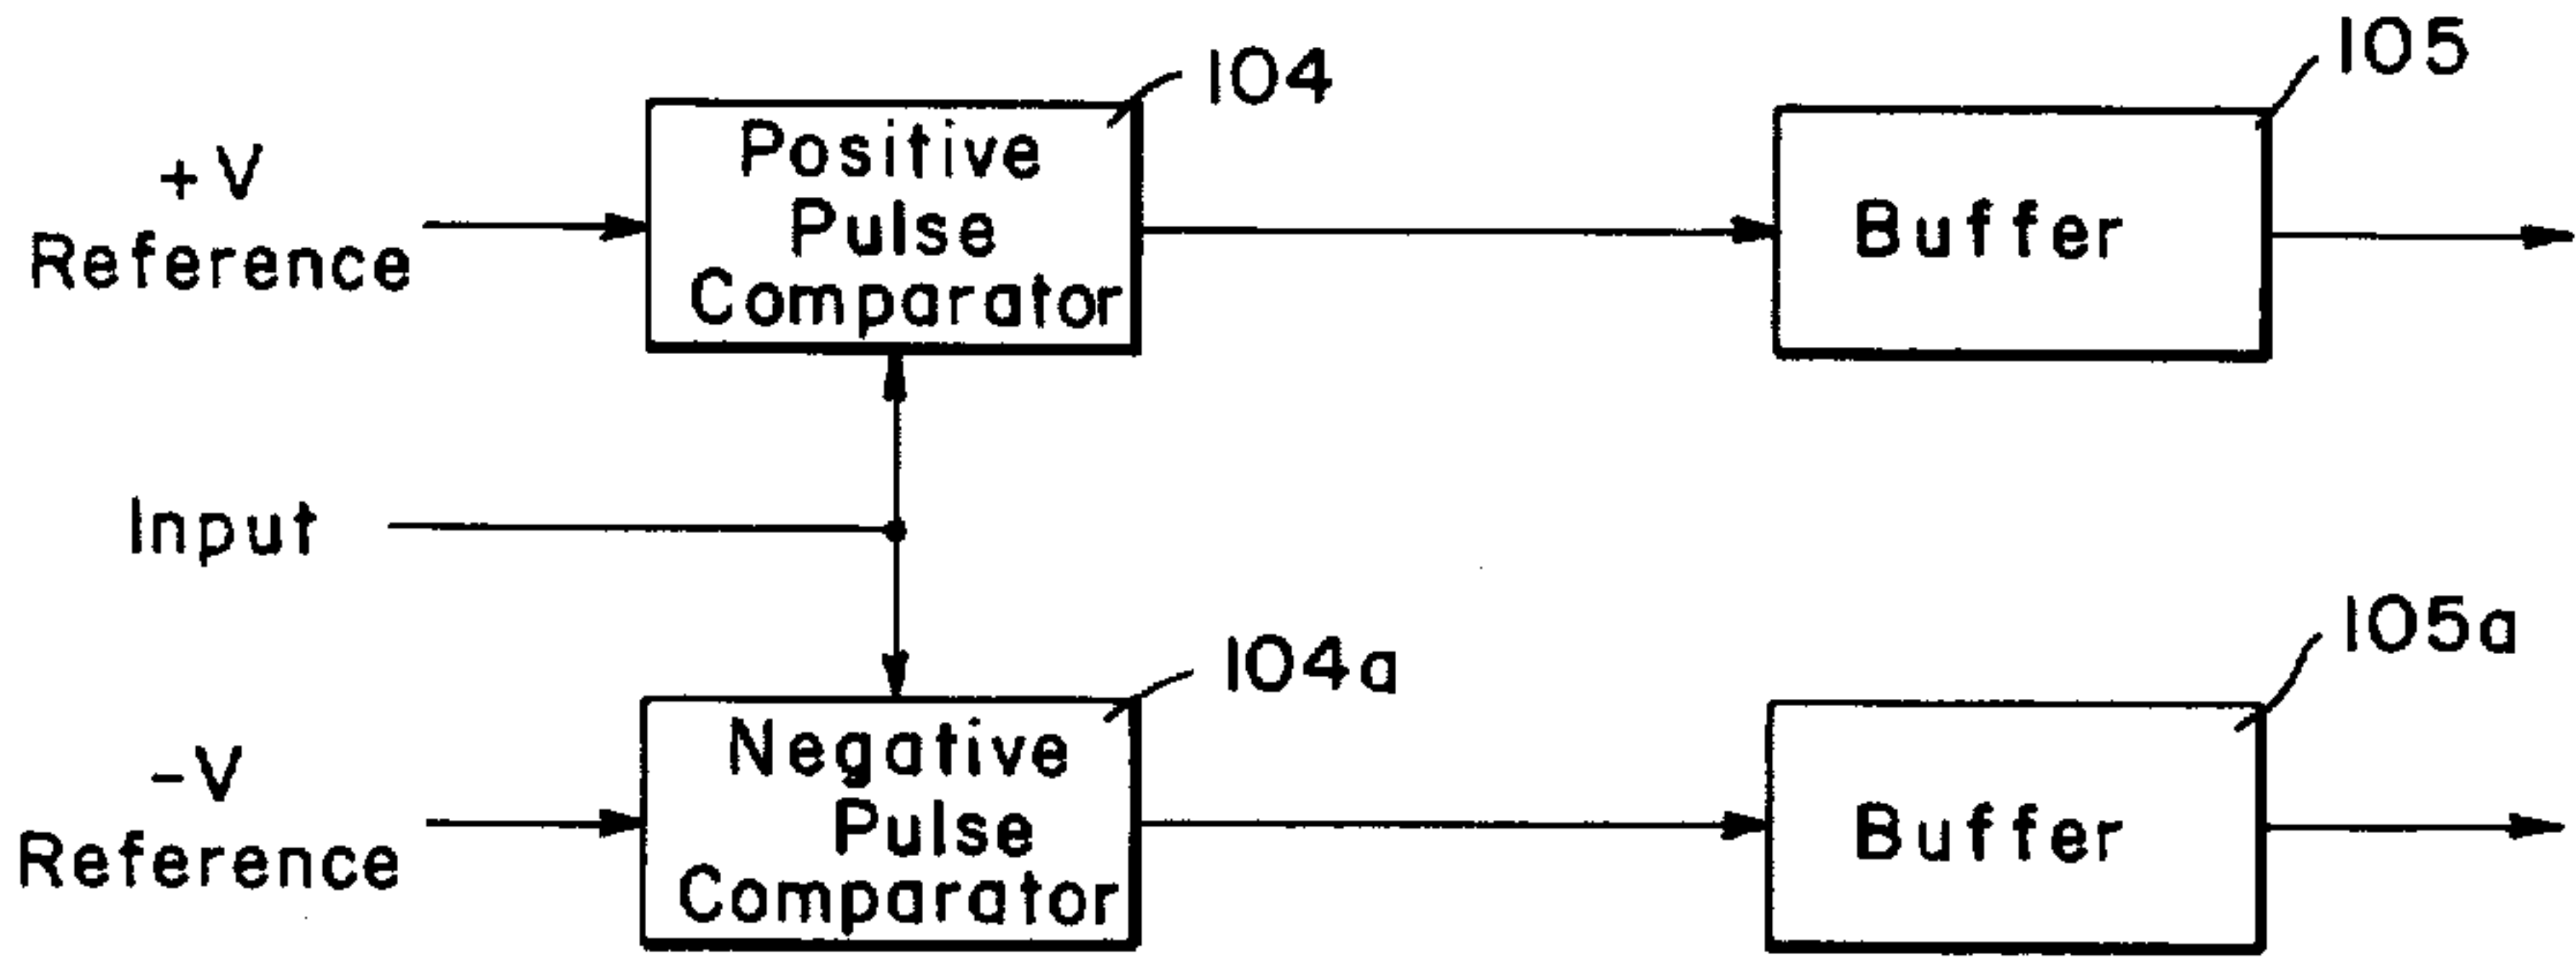 104
105
+V
Reference
Positive
Pulse
Comparator
Buffer
Input
104a
105a
-V
Reference
Negative
Pulse
Comparator
Buffer